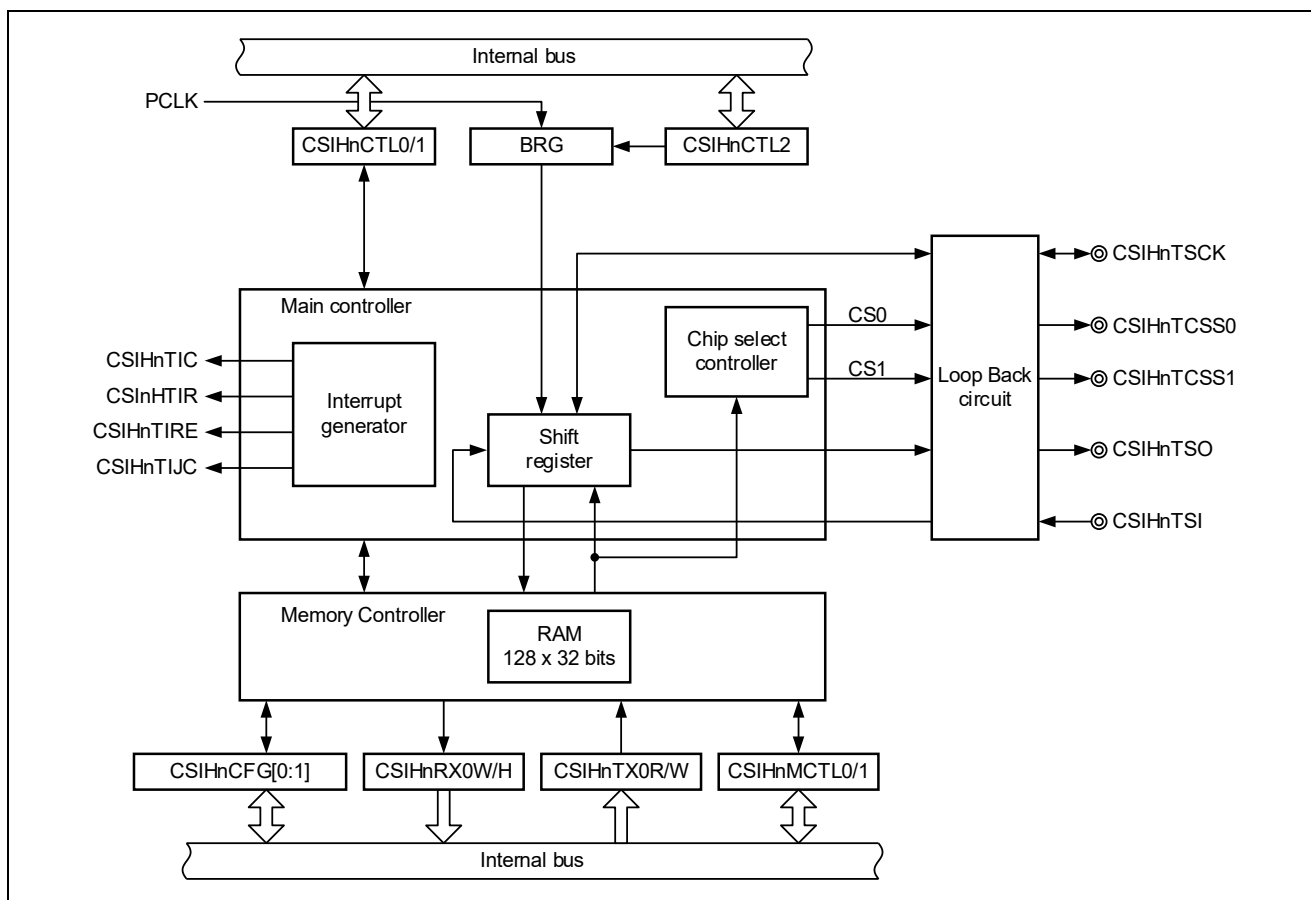 Internal bus
PCLK
CSIHnCTL0/1
BRG
CSIHnCTL2
CSIHnTSCK
Main controller
CS0
CSIHnTCSS0
Chip select
controller
CSIHnTIC
CS1
Loop Back
circuit
CSIHnTCSS1
CSInHTIR
Interrupt
generator
CSIHnTIRE
Shift
register
CSIHnTSO
CSIHnTIJC
CSIHnTSI
Memory Controller
RAM
128 x 32 bits
CSIHnCFG[0:1]
CSIHnRX0W/H
CSIHnTX0R/W
CSIHnMCTL0/1
Internal bus